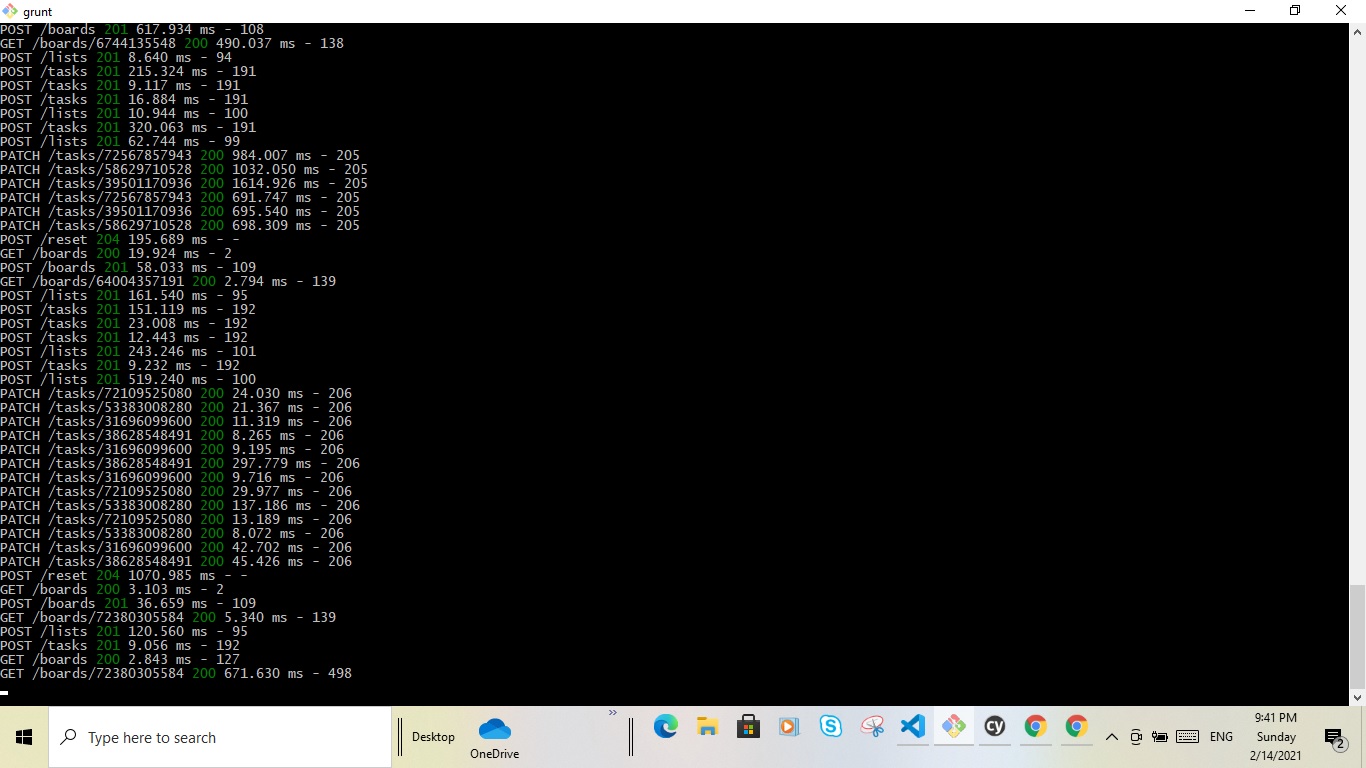 grunt
POST /boards 201 617.934 ms - 108
GET /boards/6744135548 200 490.037 ms - 138
POST /lists 201 8.640 ms - 94
POST /tasks 201 215.324 ms - 191
POST /tasks 201 9.117 ms - 191
POST /tasks 201 16.884 ms - 191
POST /lists 201 10.944 ms - 100
POST /tasks 201 320.063 ms - 191
POST /lists 201 62.744 ms - 99
PATCH /tasks/72567857943 200 984.007 ms - 205
PATCH /tasks/58629710528 200 1032.050 ms - 205
PATCH /tasks/39501170936 200 1614.926 ms - 205
PATCH /tasks/72567857943 200 691.747 ms - 205
PATCH /tasks/39501170936 200 695.540 ms - 205
PATCH /tasks/58629710528 200 698.309 ms - 205
POST /reset 204 195.689 ms - -
GET /boards 200 19.924 ms - 2
POST /boards 201 58.033 ms - 109
GET /boards/64004357191 200 2.794 ms - 139
POST /lists 201 161.540 ms - 95
POST /tasks 201 151.119 ms - 192
POST /tasks 201 23.008 ms - 192
POST /tasks 201 12.443 ms - 192
POST /lists 201 243.246 ms - 101
POST /tasks 201 9.232 ms - 192
POST /lists 201 519.240 ms - 100
PATCH /tasks/72109525080 200 24.030 ms - 206
PATCH /tasks/53383008280 200 21.367 ms - 206
PATCH /tasks/31696099600 200 11.319 ms - 206
PATCH /tasks/38628548491 200 8.265 ms - 206
PATCH /tasks/31696099600 200 9.195 ms - 206
PATCH /tasks/38628548491 200 297.779 ms - 206
PATCH /tasks/31696099600 200 9.716 ms - 206
PATCH /tasks/72109525080 200 29.977 ms - 206
PATCH /tasks/53383008280 200 137.186 ms - 206
PATCH /tasks/72109525080 200 13.189 ms - 206
PATCH /tasks/53383008280 200 8.072 ms - 206
PATCH /tasks/31696099600 200 42.702 ms - 206
PATCH /tasks/38628548491 200 45.426 ms - 206
POST /reset 204 1070.985 ms - -
GET /boards 200 3.103 ms - 2
POST /boards 201 36.659 ms - 109
GET /boards/72380305584 200 5.340 ms - 139
POST /lists 201 120.560 ms - 95
POST /tasks 201 9.056 ms - 192
GET /boards 200 2.843 ms - 127
GET /boards/72380305584 200 671.630 ms - 498
Type here to search
Desktop
OneDrive
cy
ENG
9:41 PM
Sunday
2/14/2021
2